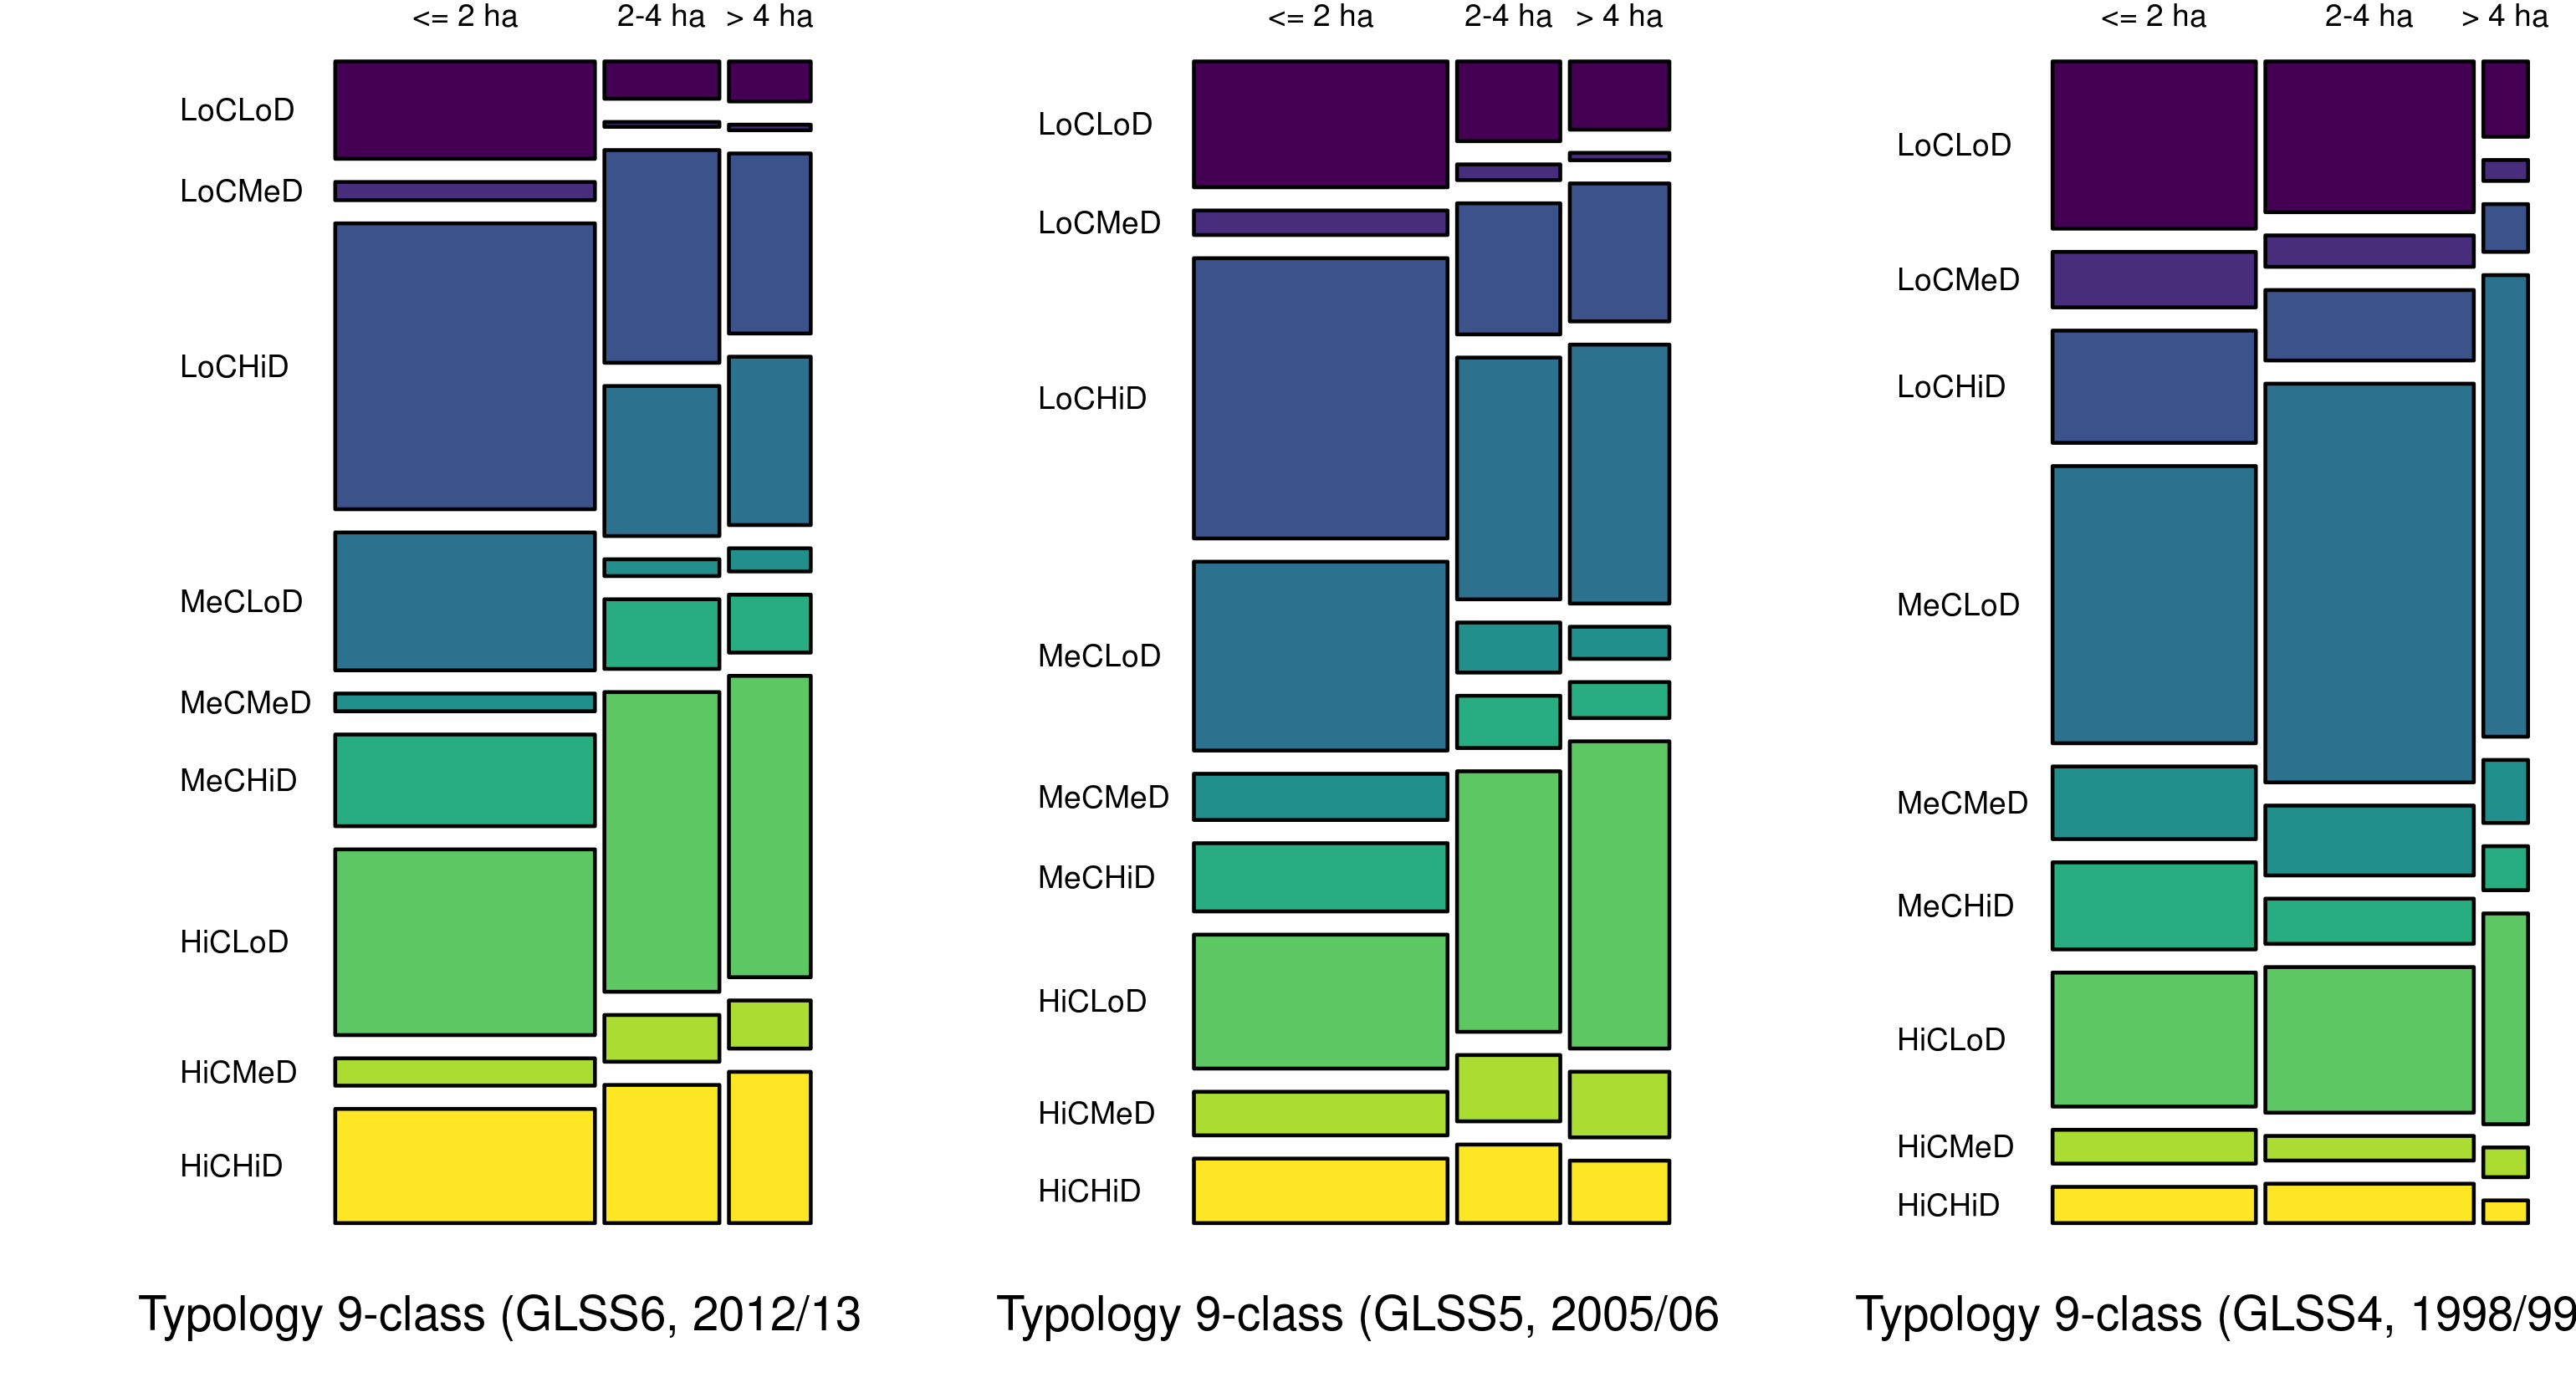 <= 2 ha 2-4 ha > 4 ha
LoCLoD
LoCMeD
LoCHiD
MeCLoD
MeCMeD
MeCHiD
HiCLoD
HiCMeD
HiCHiD
Typology 9-class (GLSS6, 2012/13
<= 2 ha 2-4 ha > 4 ha
LoCLoD
LoCMeD
LoCHiD
MeCLoD
MeCMeD
MeCHiD
HiCLoD
HiCMeD
HiCHiD
Typology 9-class (GLSS5, 2005/06
<= 2 ha 2-4 ha > 4 ha
LoCLoD
LoCMeD
LoCHiD
MeCLoD
MeCMeD
MeCHiD
HiCLoD
HiCMeD
HiCHiD
Typology 9-class (GLSS4, 1998/99